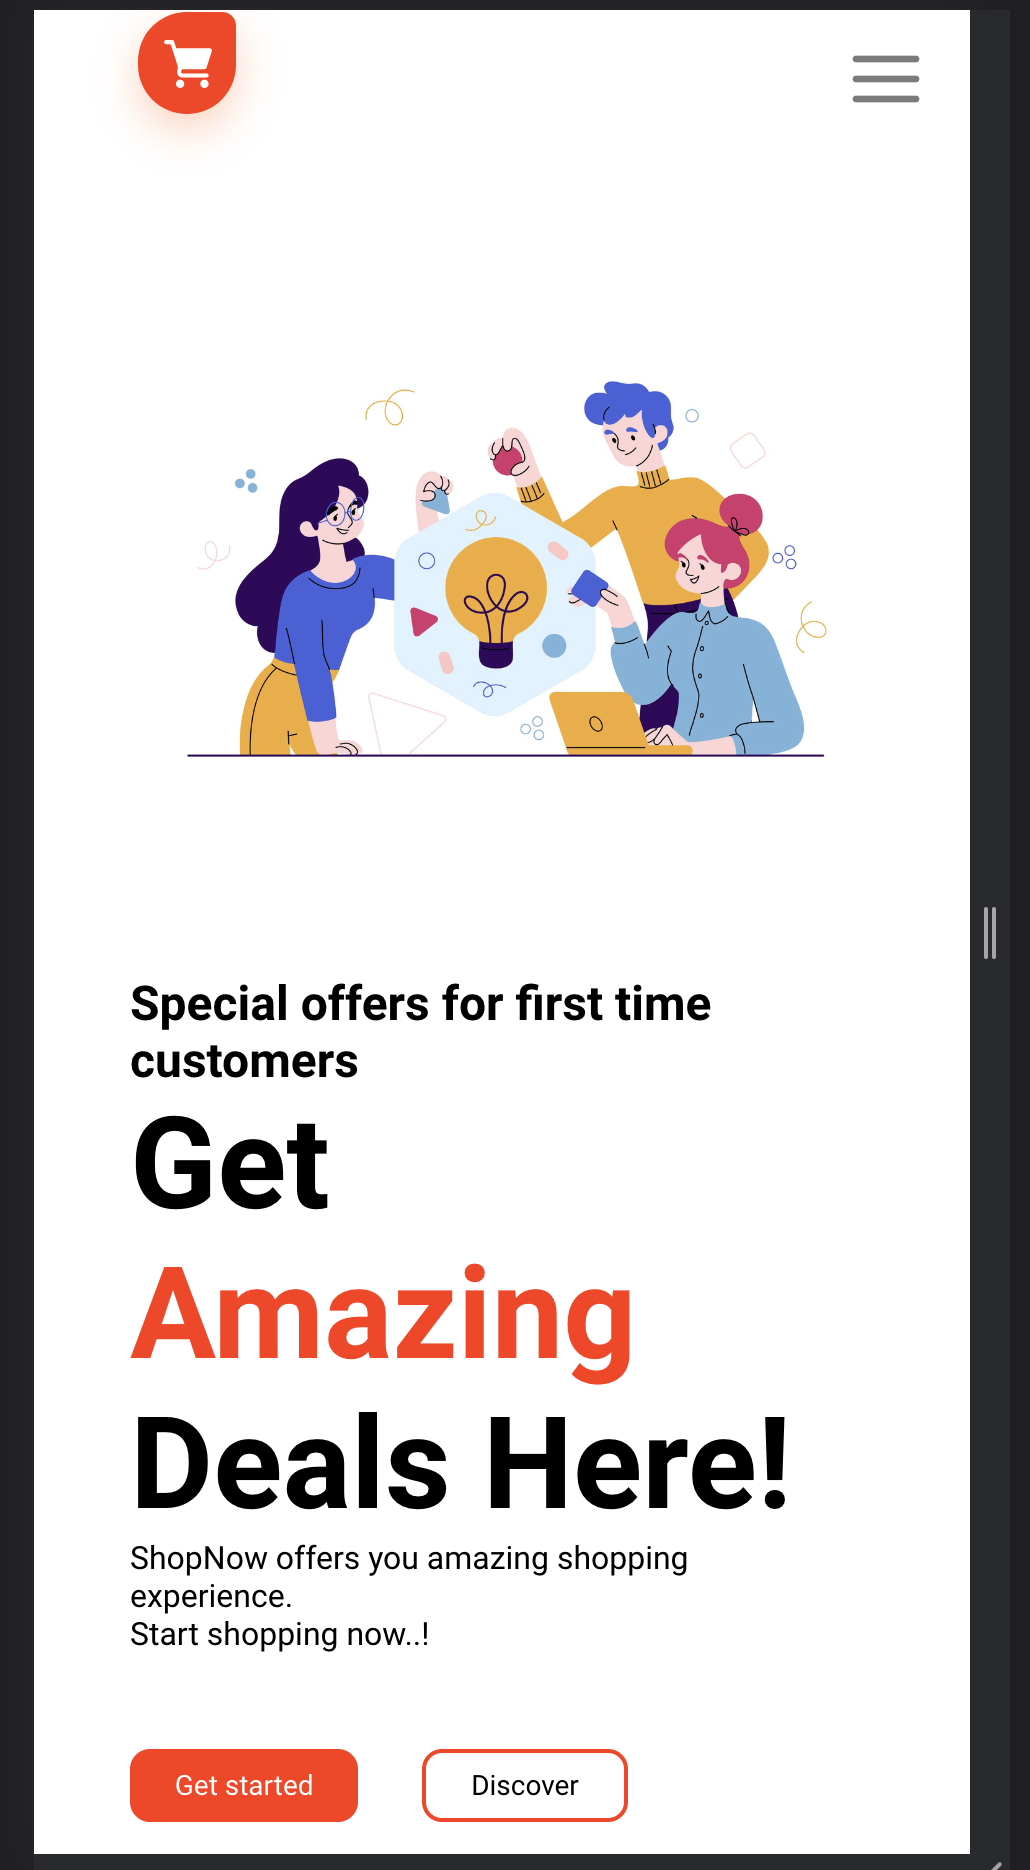 Special offers for first time
customers
Get
Amazing
Deals Here!
ShopNow offers you amazing shopping
experience.
Start shopping now..!
Get started
Discover